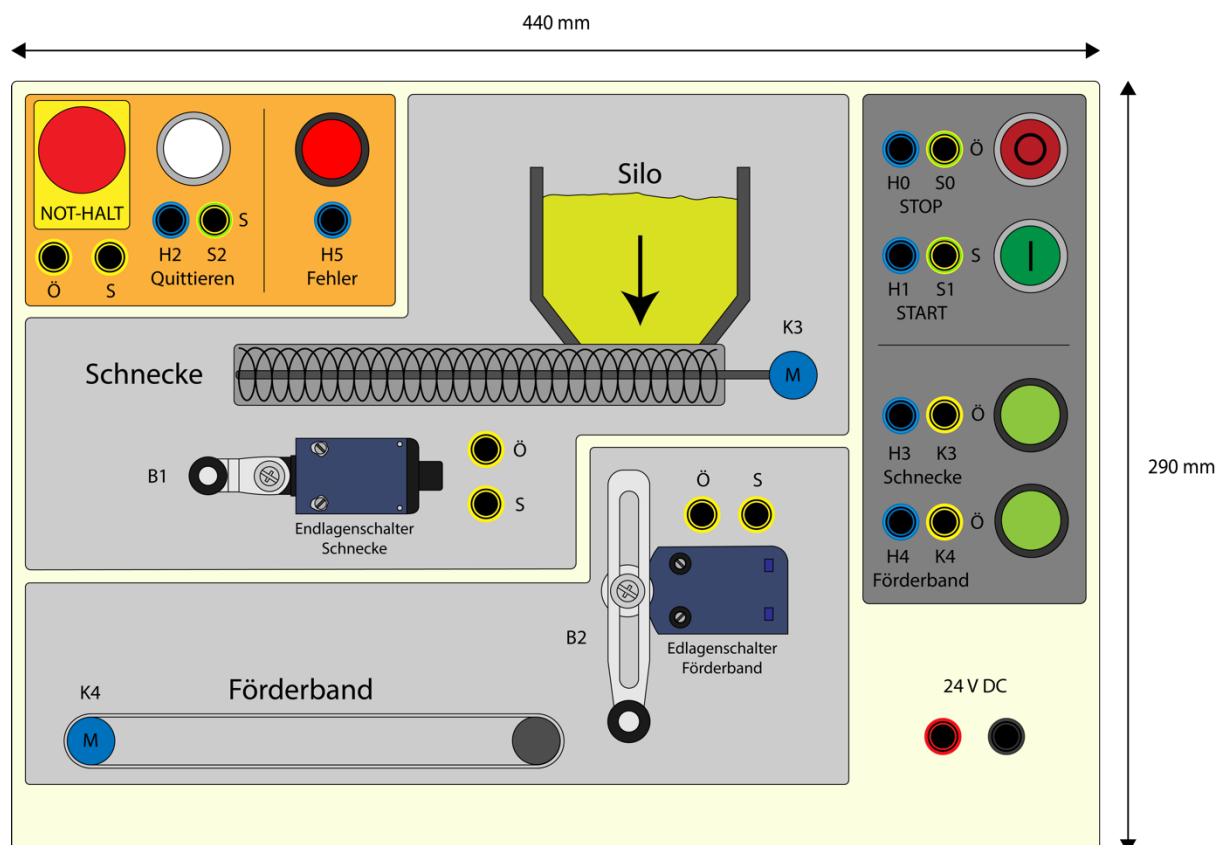 440 mm
NOT-HALT
Ö S
H2 S2 S
Quittieren
H5
Fehler
Silo
K3
M
Schnecke
B1
Ö
S
Endlagenschalter
Schnecke
H0 S0 Ö
STOP
H1 S1 S
START
H3 K3 Ö
Schnecke
H4 K4 Ö
Förderband
290 mm
Ö S
B2
Edlagenschalter
Förderband
K4
Förderband
M
24 V DC